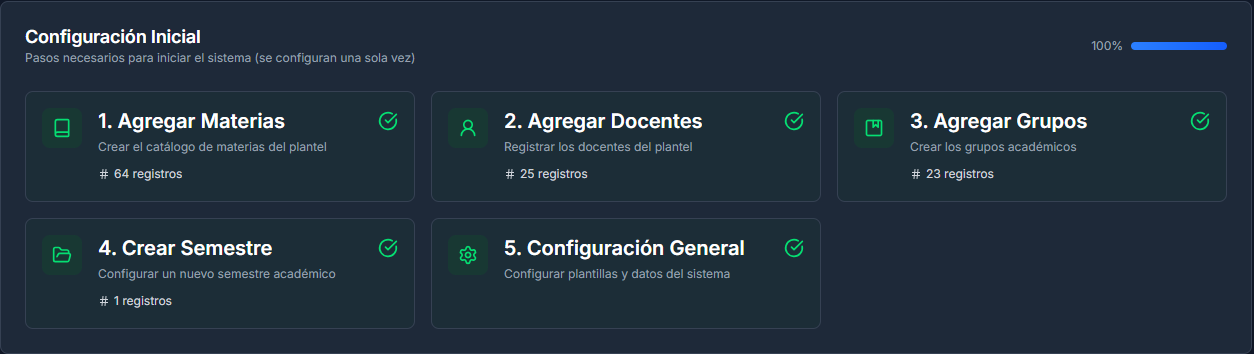 Configuración Inicial
Pasos necesarios para iniciar el sistema (se configuran una sola vez)
100%
1. Agregar Materias
Crear el catálogo de materias del plantel
# 64 registros
2. Agregar Docentes
Registrar los docentes del plantel
# 25 registros
3. Agregar Grupos
Crear los grupos académicos
# 23 registros
4. Crear Semestre
Configurar un nuevo semestre académico
# 1 registros
5. Configuración General
Configurar plantillas y datos del sistema